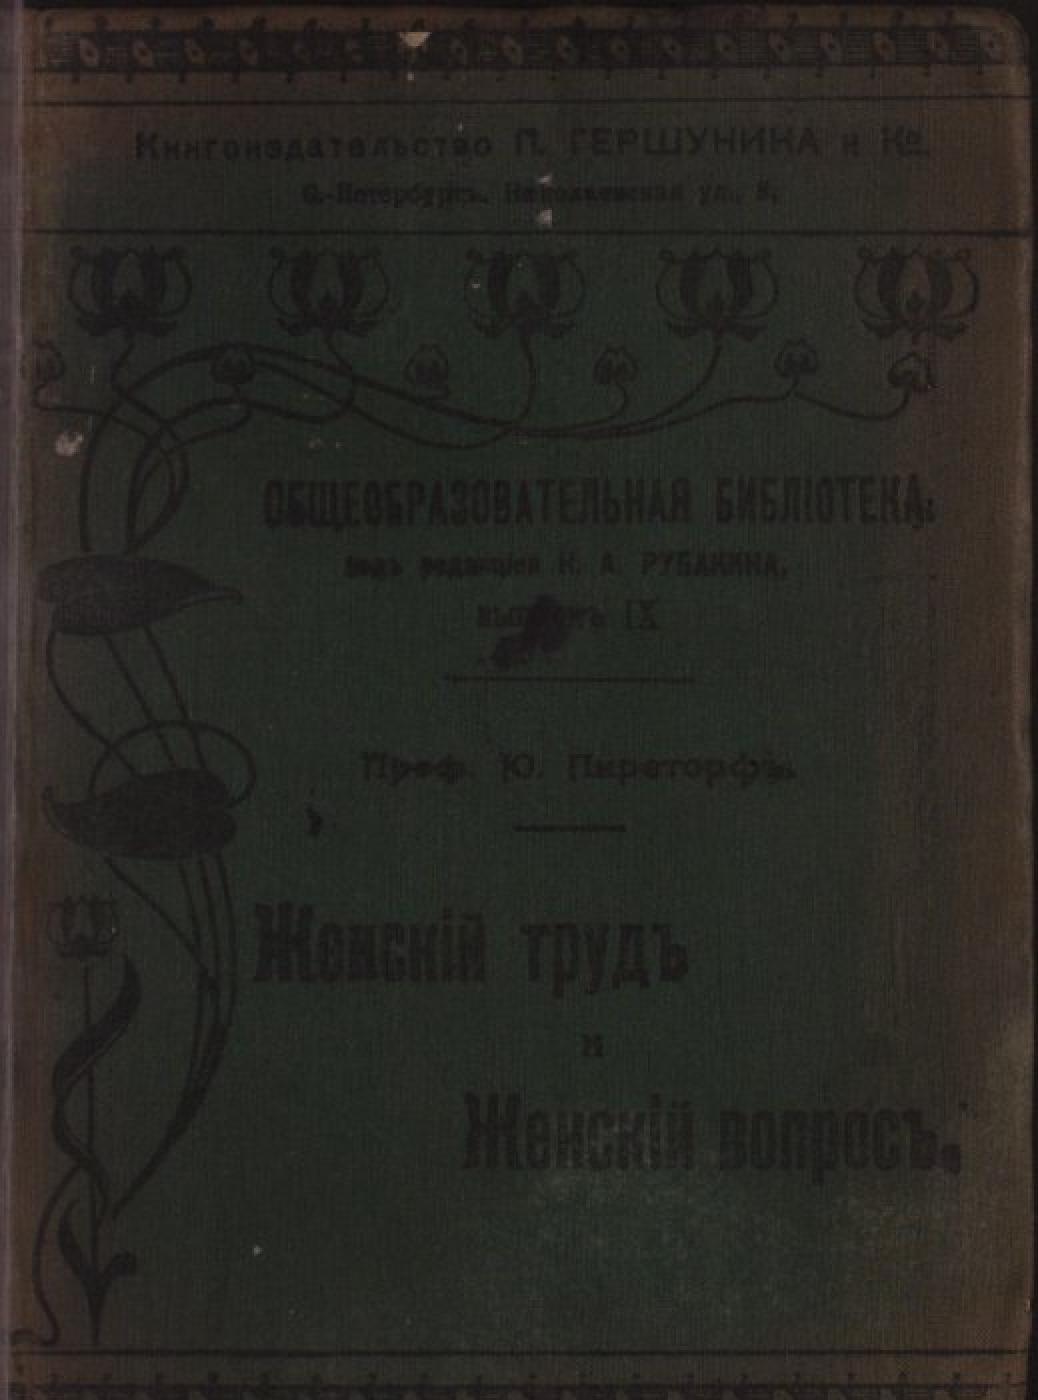 Книгоиздательство П. ГЕРШУНИНА и Ко.
С.-Петербургъ. Николаевская ул., 8.
ОБЩЕОБРАЗОВАТЕЛЬНАЯ БИБЛІОТЕКА:
подъ редакціей Н. А. РУБАКИНА.
выпускъ IX
Проф. Ю. Пирсторфъ.
Женскій трудъ
и
Женскій вопросъ.